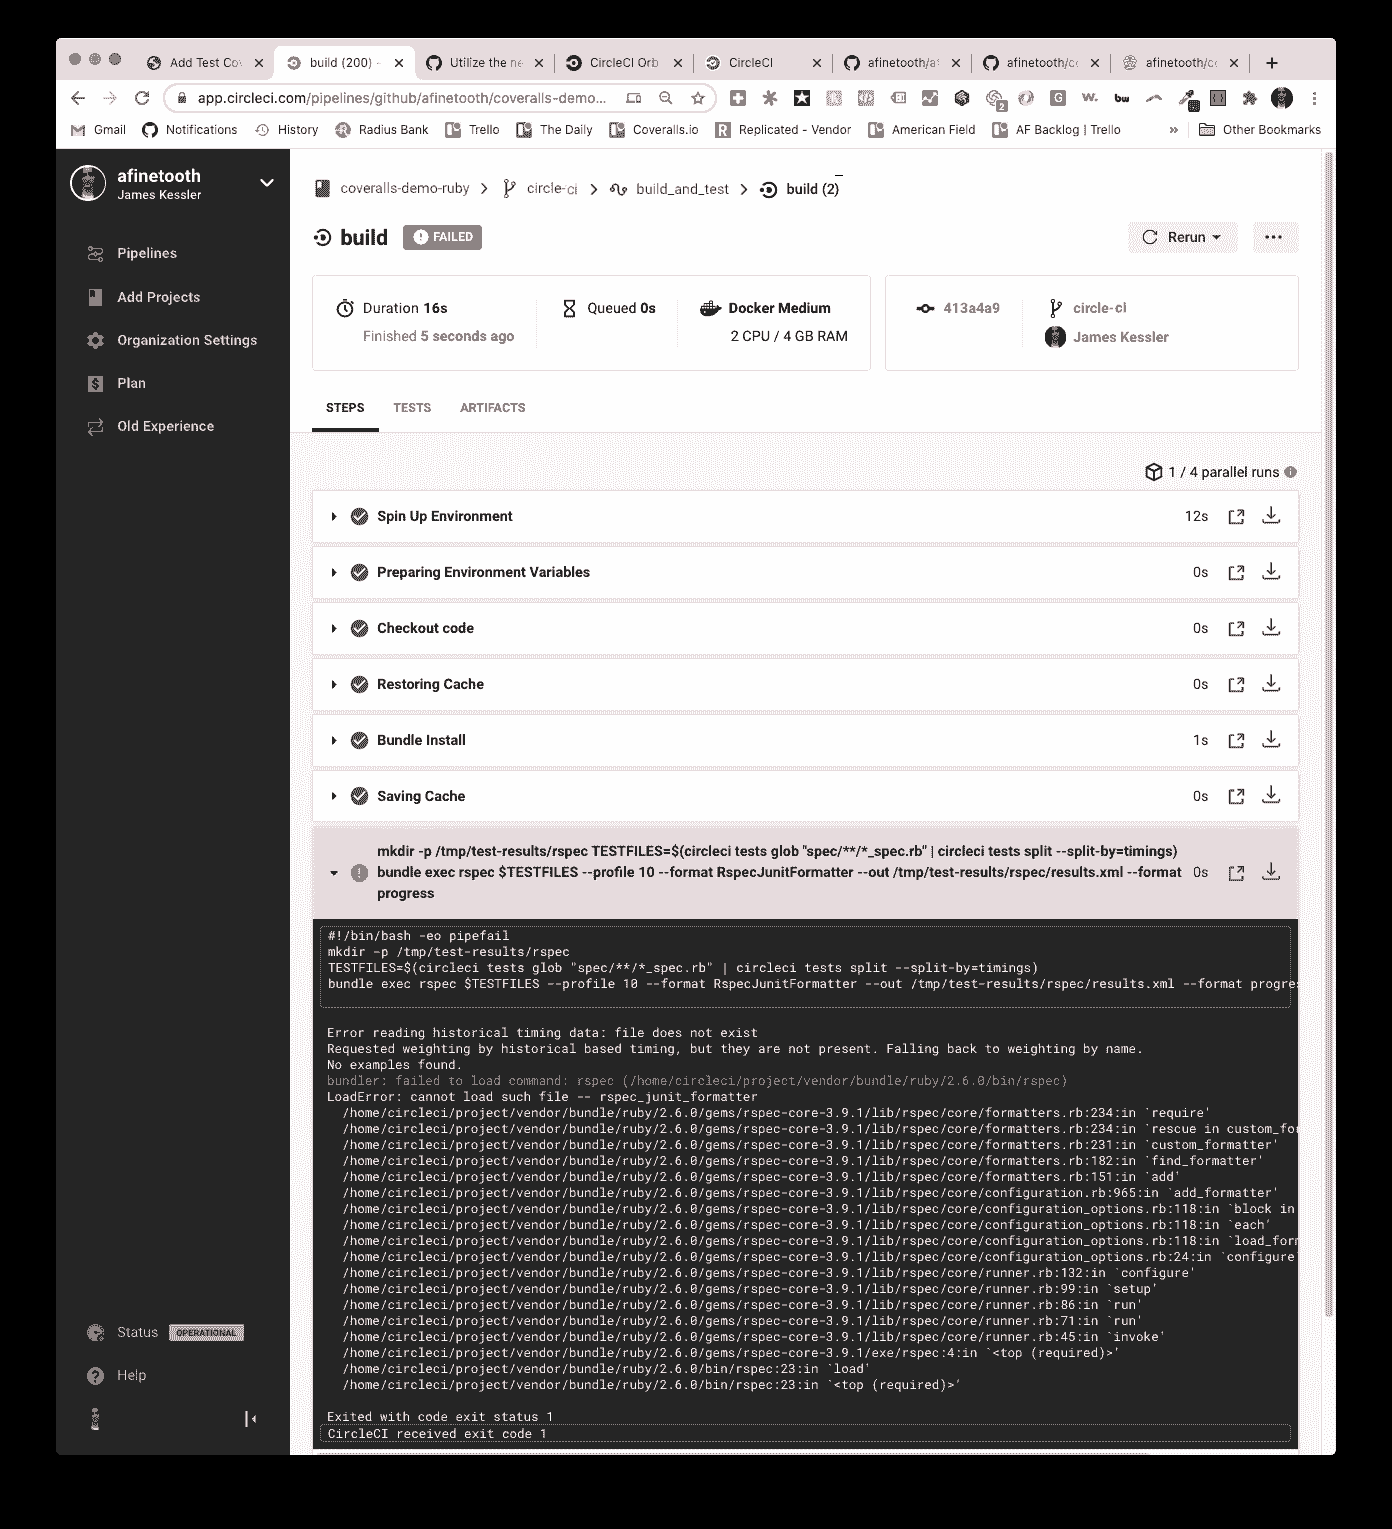 Add Test Co
build (200) -
Utilize the ne
CircleCI Orb
CircleCI
afinetooth/a
afinetooth/c
afinetooth/c
app.circleci.com/pipelines/github/afinetooth/coveralls-demo...
Gmail
Notifications
History
Radius Bank
Trello
The Daily
Coveralls.io
Replicated - Vendor
American Field
AF Backlog | Trello
»
Other Bookmarks
afinetooth
James Kessler
Pipelines
Add Projects
Organization Settings
Plan
Old Experience
Status OPERATIONAL
Help
coveralls-demo-ruby > circle-ci > build_and_test > build (2)
build FAILED
Rerun
Duration 16s
Finished 5 seconds ago
Queued 0s
Docker Medium
2 CPU / 4 GB RAM
413a4a9
circle-ci
James Kessler
STEPS TESTS ARTIFACTS
1 / 4 parallel runs
Spin Up Environment 12s
Preparing Environment Variables 0s
Checkout code 0s
Restoring Cache 0s
Bundle Install 1s
Saving Cache 0s
mkdir -p /tmp/test-results/rspec TESTFILES=$(circleci tests glob "spec/**/*_spec.rb" | circleci tests split --split-by=timings)
bundle exec rspec $TESTFILES --profile 10 --format RspecJunitFormatter --out /tmp/test-results/rspec/results.xml --format 0s
progress
#!/bin/bash -eo pipefail
mkdir -p /tmp/test-results/rspec
TESTFILES=$(circleci tests glob "spec/**/*_spec.rb" | circleci tests split --split-by=timings)
bundle exec rspec $TESTFILES --profile 10 --format RspecJunitFormatter --out /tmp/test-results/rspec/results.xml --format progres
Error reading historical timing data: file does not exist
Requested weighting by historical based timing, but they are not present. Falling back to weighting by name.
No examples found.
bundler: failed to load command: rspec (/home/circleci/project/vendor/bundle/ruby/2.6.0/bin/rspec)
LoadError: cannot load such file -- rspec_junit_formatter
/home/circleci/project/vendor/bundle/ruby/2.6.0/gems/rspec-core-3.9.1/lib/rspec/core/formatters.rb:234:in `require'
/home/circleci/project/vendor/bundle/ruby/2.6.0/gems/rspec-core-3.9.1/lib/rspec/core/formatters.rb:234:in `rescue in custom_for
/home/circleci/project/vendor/bundle/ruby/2.6.0/gems/rspec-core-3.9.1/lib/rspec/core/formatters.rb:231:in `custom_formatter'
/home/circleci/project/vendor/bundle/ruby/2.6.0/gems/rspec-core-3.9.1/lib/rspec/core/formatters.rb:182:in `find_formatter'
/home/circleci/project/vendor/bundle/ruby/2.6.0/gems/rspec-core-3.9.1/lib/rspec/core/formatters.rb:151:in `add'
/home/circleci/project/vendor/bundle/ruby/2.6.0/gems/rspec-core-3.9.1/lib/rspec/core/configuration.rb:965:in `add_formatter'
/home/circleci/project/vendor/bundle/ruby/2.6.0/gems/rspec-core-3.9.1/lib/rspec/core/configuration_options.rb:118:in `block in
/home/circleci/project/vendor/bundle/ruby/2.6.0/gems/rspec-core-3.9.1/lib/rspec/core/configuration_options.rb:118:in `each'
/home/circleci/project/vendor/bundle/ruby/2.6.0/gems/rspec-core-3.9.1/lib/rspec/core/configuration_options.rb:118:in `load_form
/home/circleci/project/vendor/bundle/ruby/2.6.0/gems/rspec-core-3.9.1/lib/rspec/core/configuration_options.rb:24:in `configure
/home/circleci/project/vendor/bundle/ruby/2.6.0/gems/rspec-core-3.9.1/lib/rspec/core/runner.rb:132:in `configure'
/home/circleci/project/vendor/bundle/ruby/2.6.0/gems/rspec-core-3.9.1/lib/rspec/core/runner.rb:99:in `setup'
/home/circleci/project/vendor/bundle/ruby/2.6.0/gems/rspec-core-3.9.1/lib/rspec/core/runner.rb:86:in `run'
/home/circleci/project/vendor/bundle/ruby/2.6.0/gems/rspec-core-3.9.1/lib/rspec/core/runner.rb:71:in `run'
/home/circleci/project/vendor/bundle/ruby/2.6.0/gems/rspec-core-3.9.1/lib/rspec/core/runner.rb:45:in `invoke'
/home/circleci/project/vendor/bundle/ruby/2.6.0/gems/rspec-core-3.9.1/exe/rspec:4:in `<top (required)>'
/home/circleci/project/vendor/bundle/ruby/2.6.0/bin/rspec:23:in `load'
/home/circleci/project/vendor/bundle/ruby/2.6.0/bin/rspec:23:in `<top (required)>'
Exited with code exit status 1
CircleCI received exit code 1